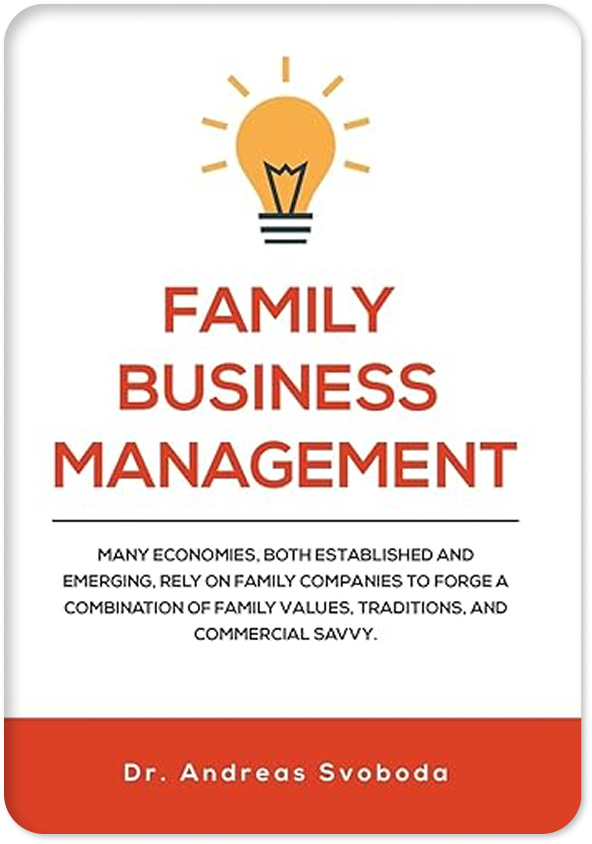 FAMILY
BUSINESS
MANAGEMENT
MANY ECONOMIES, BOTH ESTABLISHED AND
EMERGING, RELY ON FAMILY COMPANIES TO FORGE A
COMBINATION OF FAMILY VALUES, TRADITIONS, AND
COMMERCIAL SAVVY.
Dr. Andreas Svoboda